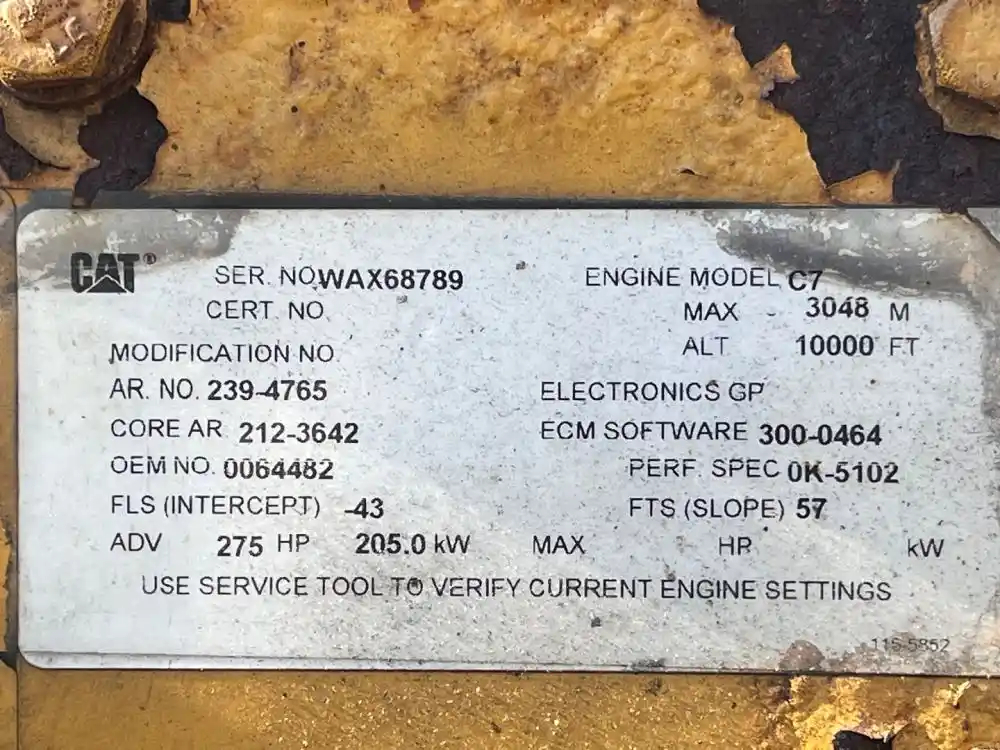 CAT® SER. NO. WAX68789 ENGINE MODEL C7
CERT. NO. MAX 3048 M
MODIFICATION NO. ALT 10000 FT
AR. NO. 239-4765 ELECTRONICS GP
CORE AR 212-3642 ECM SOFTWARE 300-0464
OEM NO. 0064482 PERF. SPEC 0K-5102
FLS (INTERCEPT) -43 FTS (SLOPE) 57
ADV 275 HP 205.0 kW MAX HP kW
USE SERVICE TOOL TO VERIFY CURRENT ENGINE SETTINGS
115-5852